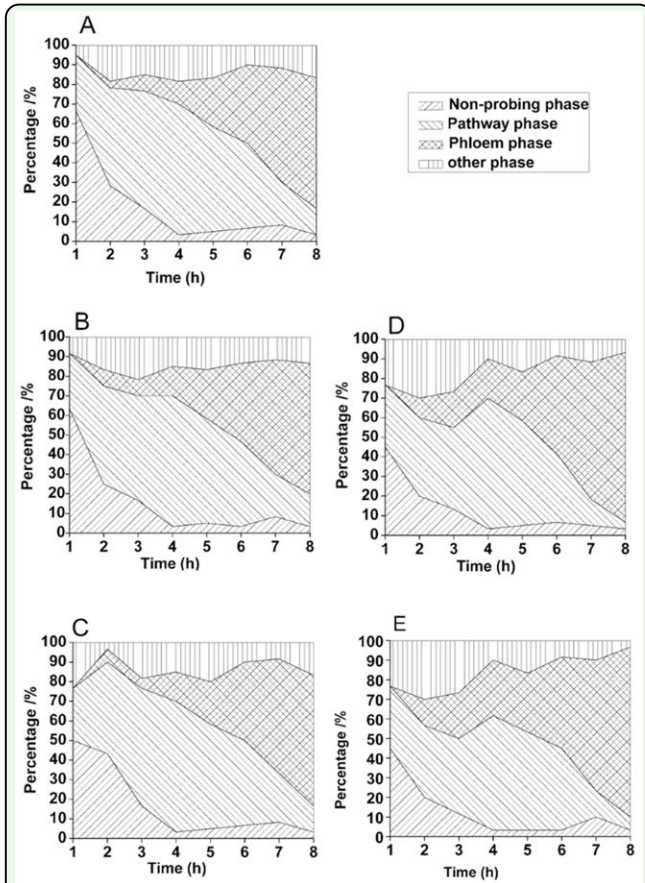 A
100
90
80
70
60
50
40
30
20
10
0
Percentage /%
1 2 3 4 5 6 7 8
Time (h)
Non-probing phase
Pathway phase
Phloem phase
other phase
B
100
90
80
70
60
50
40
30
20
10
0
Percentage /%
1 2 3 4 5 6 7 8
Time (h)
D
100
90
80
70
60
50
40
30
20
10
0
Percentage /%
1 2 3 4 5 6 7 8
Time (h)
C
100
90
80
70
60
50
40
30
20
10
0
Percentage /%
1 2 3 4 5 6 7 8
Time (h)
E
100
90
80
70
60
50
40
30
20
10
0
Percentage /%
1 2 3 4 5 6 7 8
Time (h)